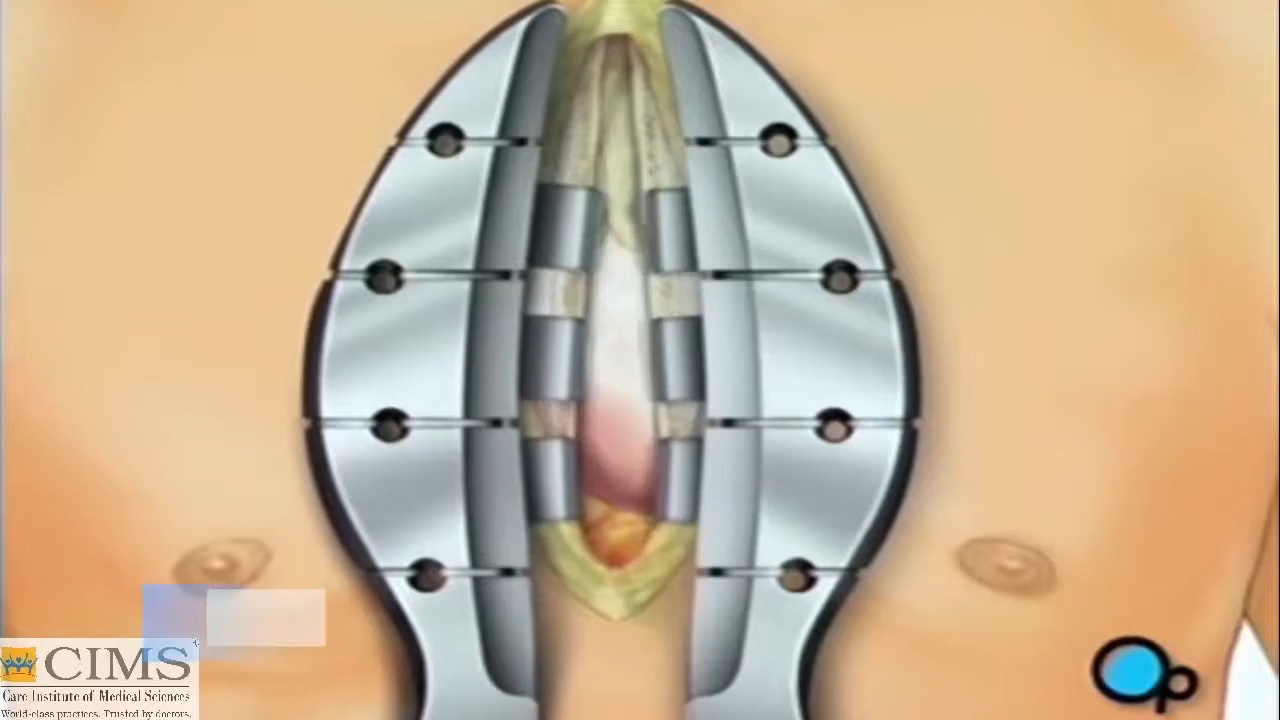 CIMS
Care Institute of Medical Sciences
World-class practices. Trusted by doctors.